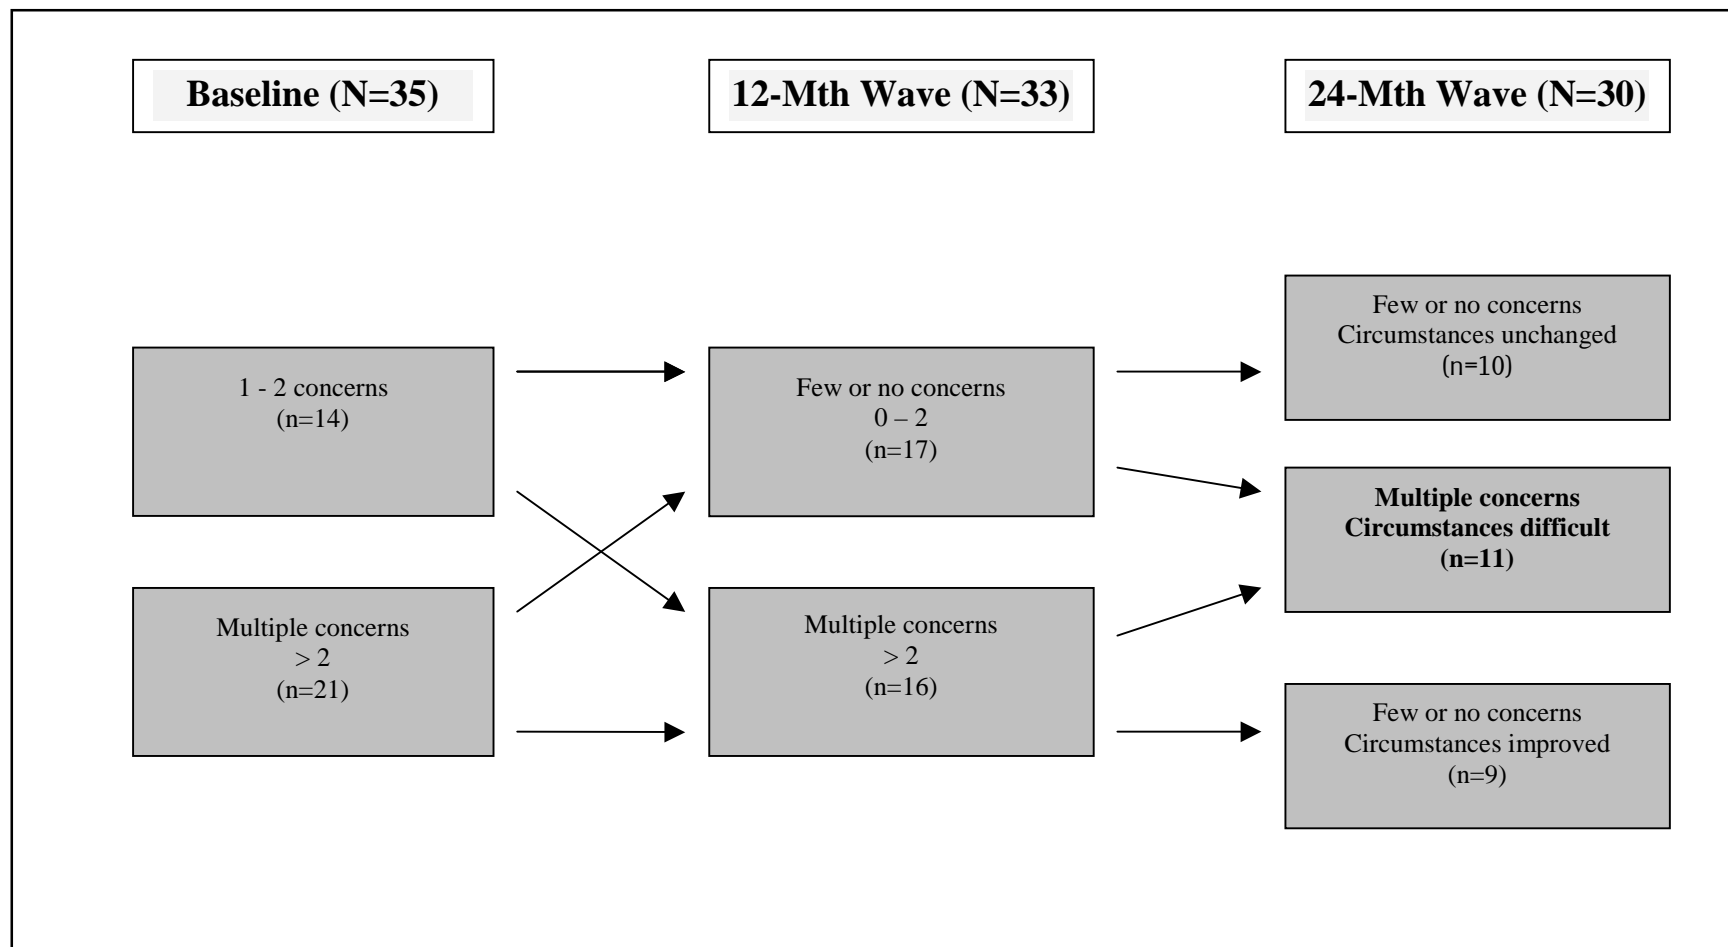 Baseline (N=35)
12-Mth Wave (N=33)
24-Mth Wave (N=30)
1 - 2 concerns
(n=14)
Multiple concerns
> 2
(n=21)
Few or no concerns
0 – 2
(n=17)
Multiple concerns
> 2
(n=16)
Few or no concerns
Circumstances unchanged
(n=10)
Multiple concerns
Circumstances difficult
(n=11)
Few or no concerns
Circumstances improved
(n=9)